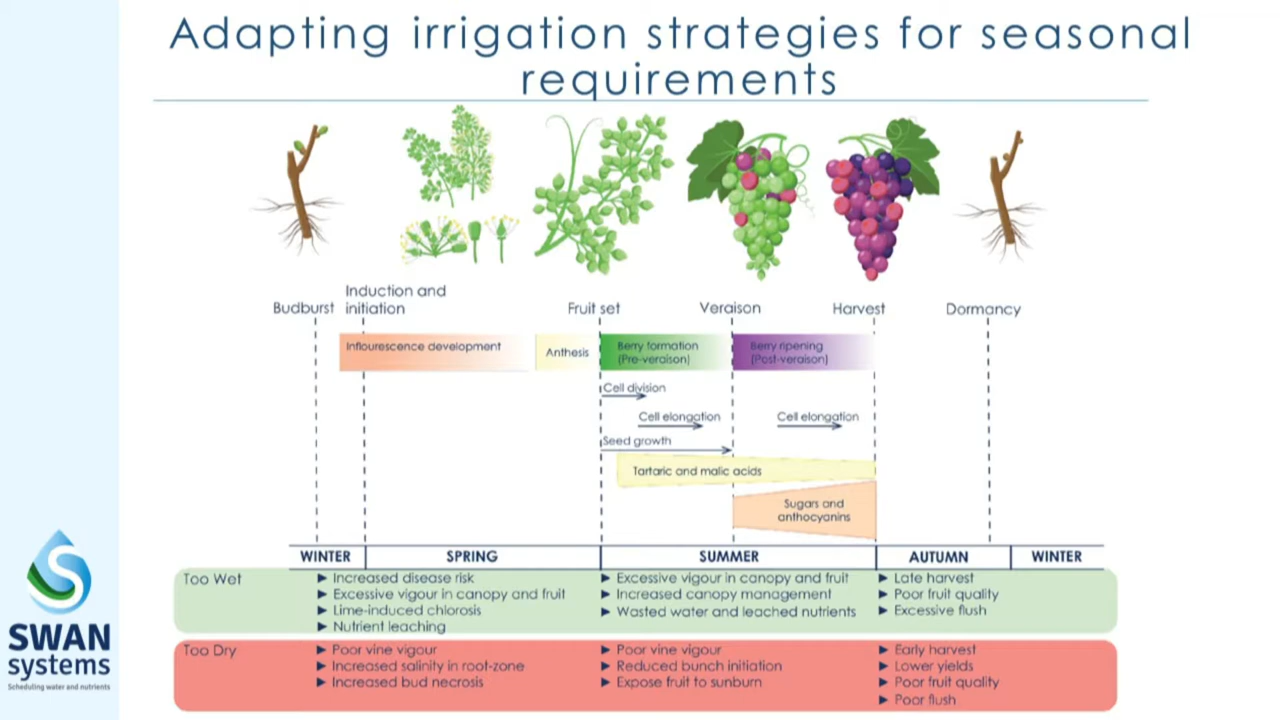 Adapting irrigation strategies for seasonal
requirements
Induction and
Budburst initiation Fruit set Veraison Harvest Dormancy
Inflourescence development
Anthesis
Berry formation
(Pre-veraison)
Berry ripening
(Post-veraison)
Cell division
Cell elongation Cell elongation
Seed growth
Tartaric and malic acids
Sugars and
anthocyanins
WINTER SPRING SUMMER AUTUMN WINTER
Too Wet
► Increased disease risk
► Excessive vigour in canopy and fruit
► Lime-induced chlorosis
► Nutrient leaching
► Excessive vigour in canopy and fruit
► Increased canopy management
► Wasted water and leached nutrients
► Late harvest
► Poor fruit quality
► Excessive flush
Too Dry
► Poor vine vigour
► Increased salinity in root-zone
► Increased bud necrosis
► Poor vine vigour
► Reduced bunch initiation
► Expose fruit to sunburn
► Early harvest
► Lower yields
► Poor fruit quality
► Poor flush
SWAN
systems
Scheduling water and nutrients